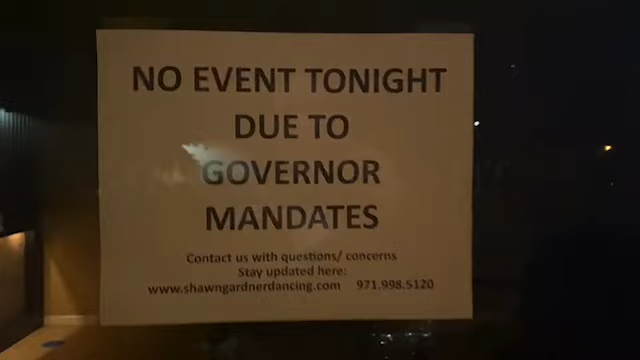 NO EVENT TONIGHT
DUE TO
GOVERNOR
MANDATES
Contact us with questions/ concerns
Stay updated here:
www.shawngardnerdancing.com 971.998.5120